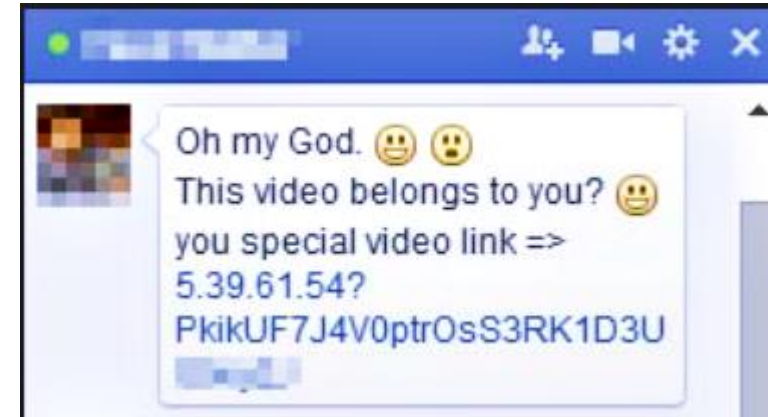 Oh my God. 😀 😮
This video belongs to you? 😀
you special video link =>
5.39.61.54?
PkikUF7J4V0ptrOsS3RK1D3U